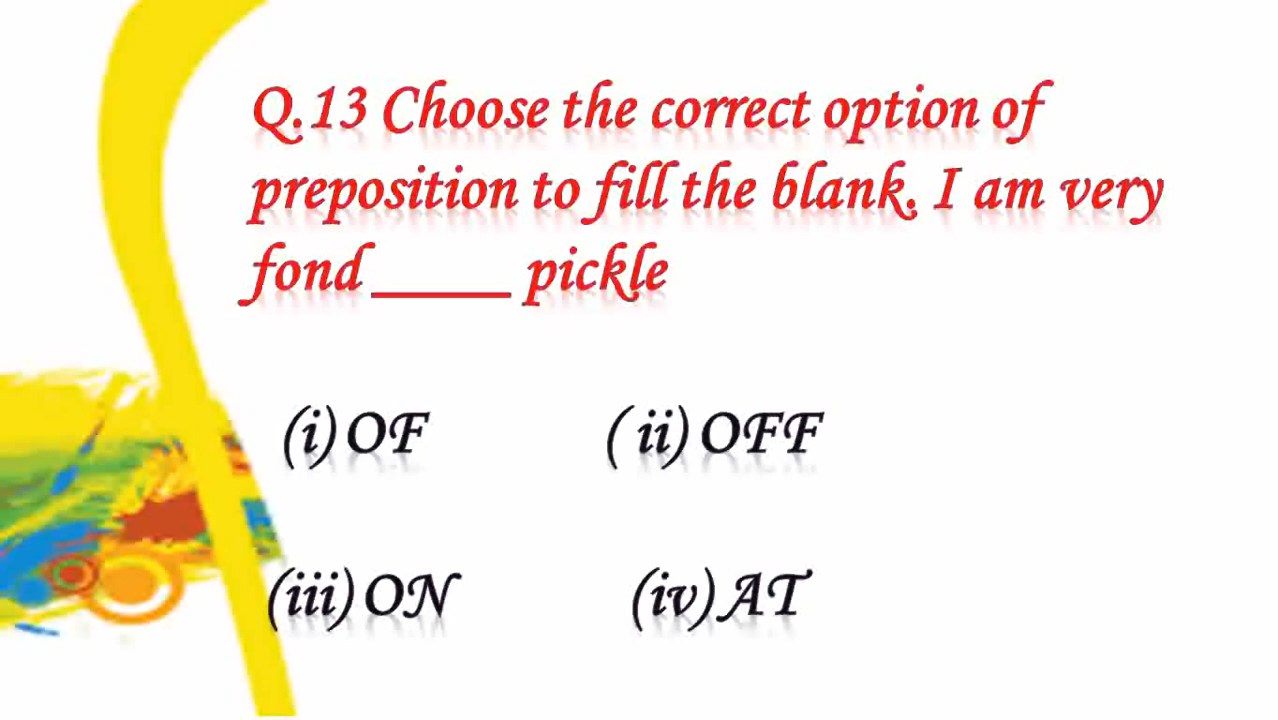 Q.13 Choose the correct option of
preposition to fill the blank. I am very
fond _____ pickle
(i) OF ( ii) OFF
(iii) ON (iv) AT